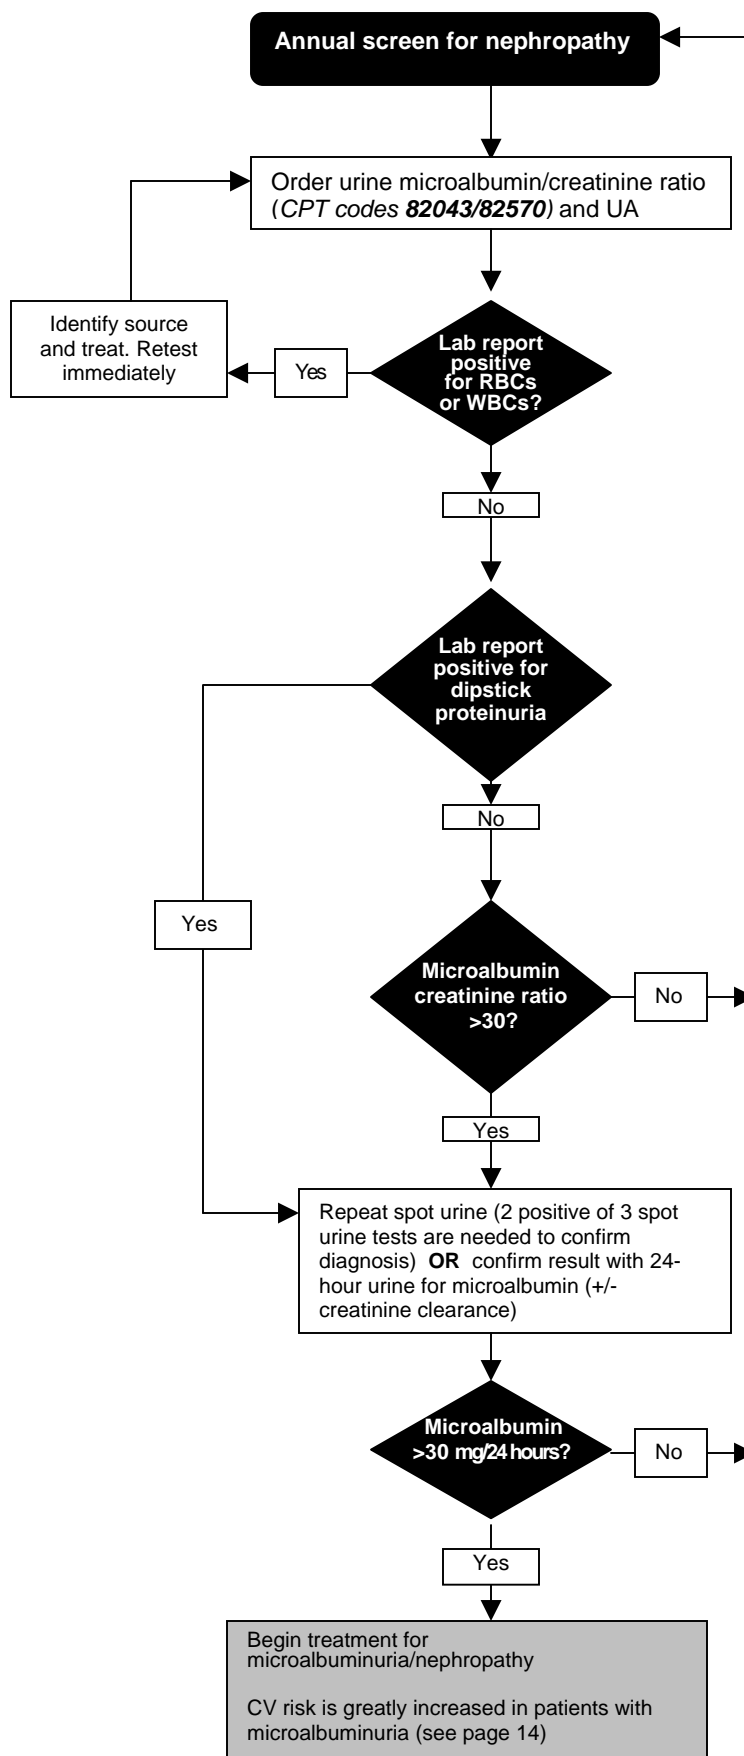 Annual screen for nephropathy
Order urine microalbumin/creatinine ratio
(CPT codes 82043/82570) and UA
Identify source
and treat. Retest
immediately
Yes
Lab report
positive
for RBCs
or WBCs?
No
Lab report
positive for
dipstick
proteinuria
No
Yes
Microalbumin
creatinine ratio
>30?
No
Yes
Repeat spot urine (2 positive of 3 spot
urine tests are needed to confirm
diagnosis) OR confirm result with 24-
hour urine for microalbumin (+/-
creatinine clearance)
Microalbumin
>30 mg/24 hours?
No
Yes
Begin treatment for
microalbuminuria/nephropathy
CV risk is greatly increased in patients with
microalbuminuria (see page 14)